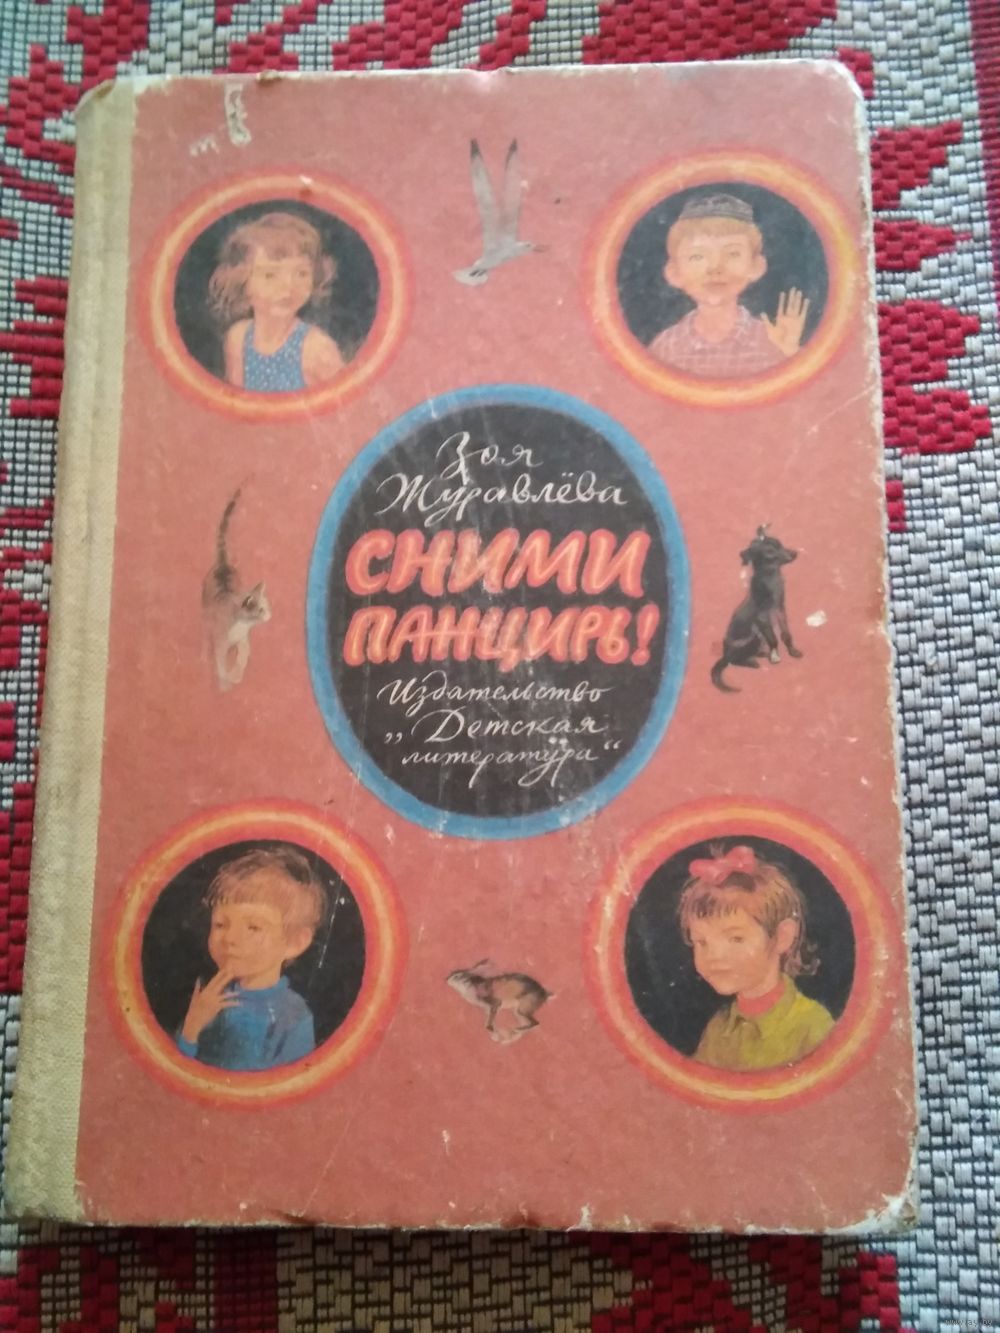 Зоя
Журавлёва
СНИМИ
ПАНЦИРЬ!
Издательство
„Детская
литература“